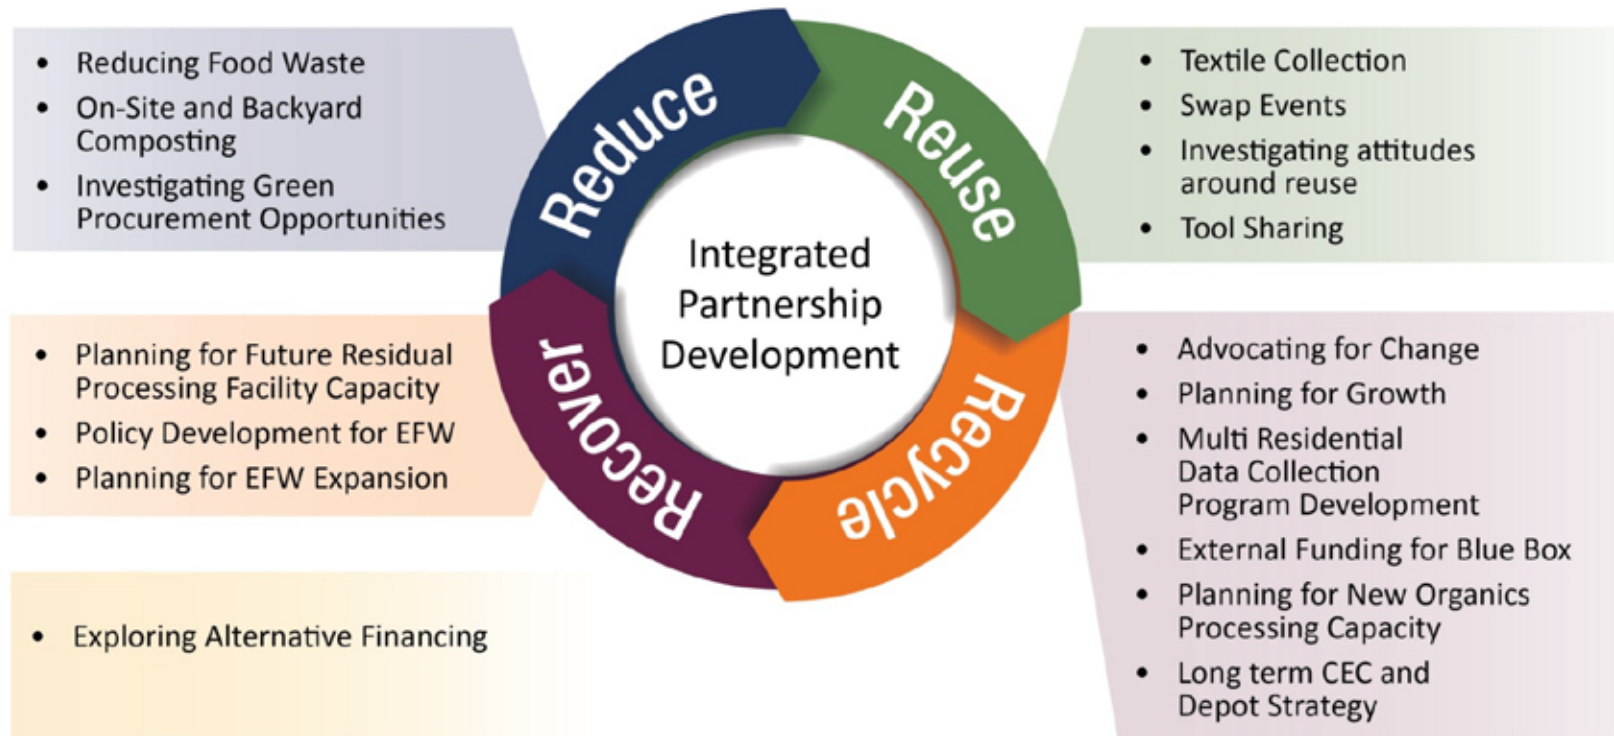 • Reducing Food Waste
• On-Site and Backyard
Composting
• Investigating Green
Procurement Opportunities
• Planning for Future Residual
Processing Facility Capacity
• Policy Development for EFW
• Planning for EFW Expansion
• Exploring Alternative Financing
Reduce
Reuse
Recycle
Recover
Integrated
Partnership
Development
• Textile Collection
• Swap Events
• Investigating attitudes
around reuse
• Tool Sharing
• Advocating for Change
• Planning for Growth
• Multi Residential
Data Collection
Program Development
• External Funding for Blue Box
• Planning for New Organics
Processing Capacity
• Long term CEC and
Depot Strategy